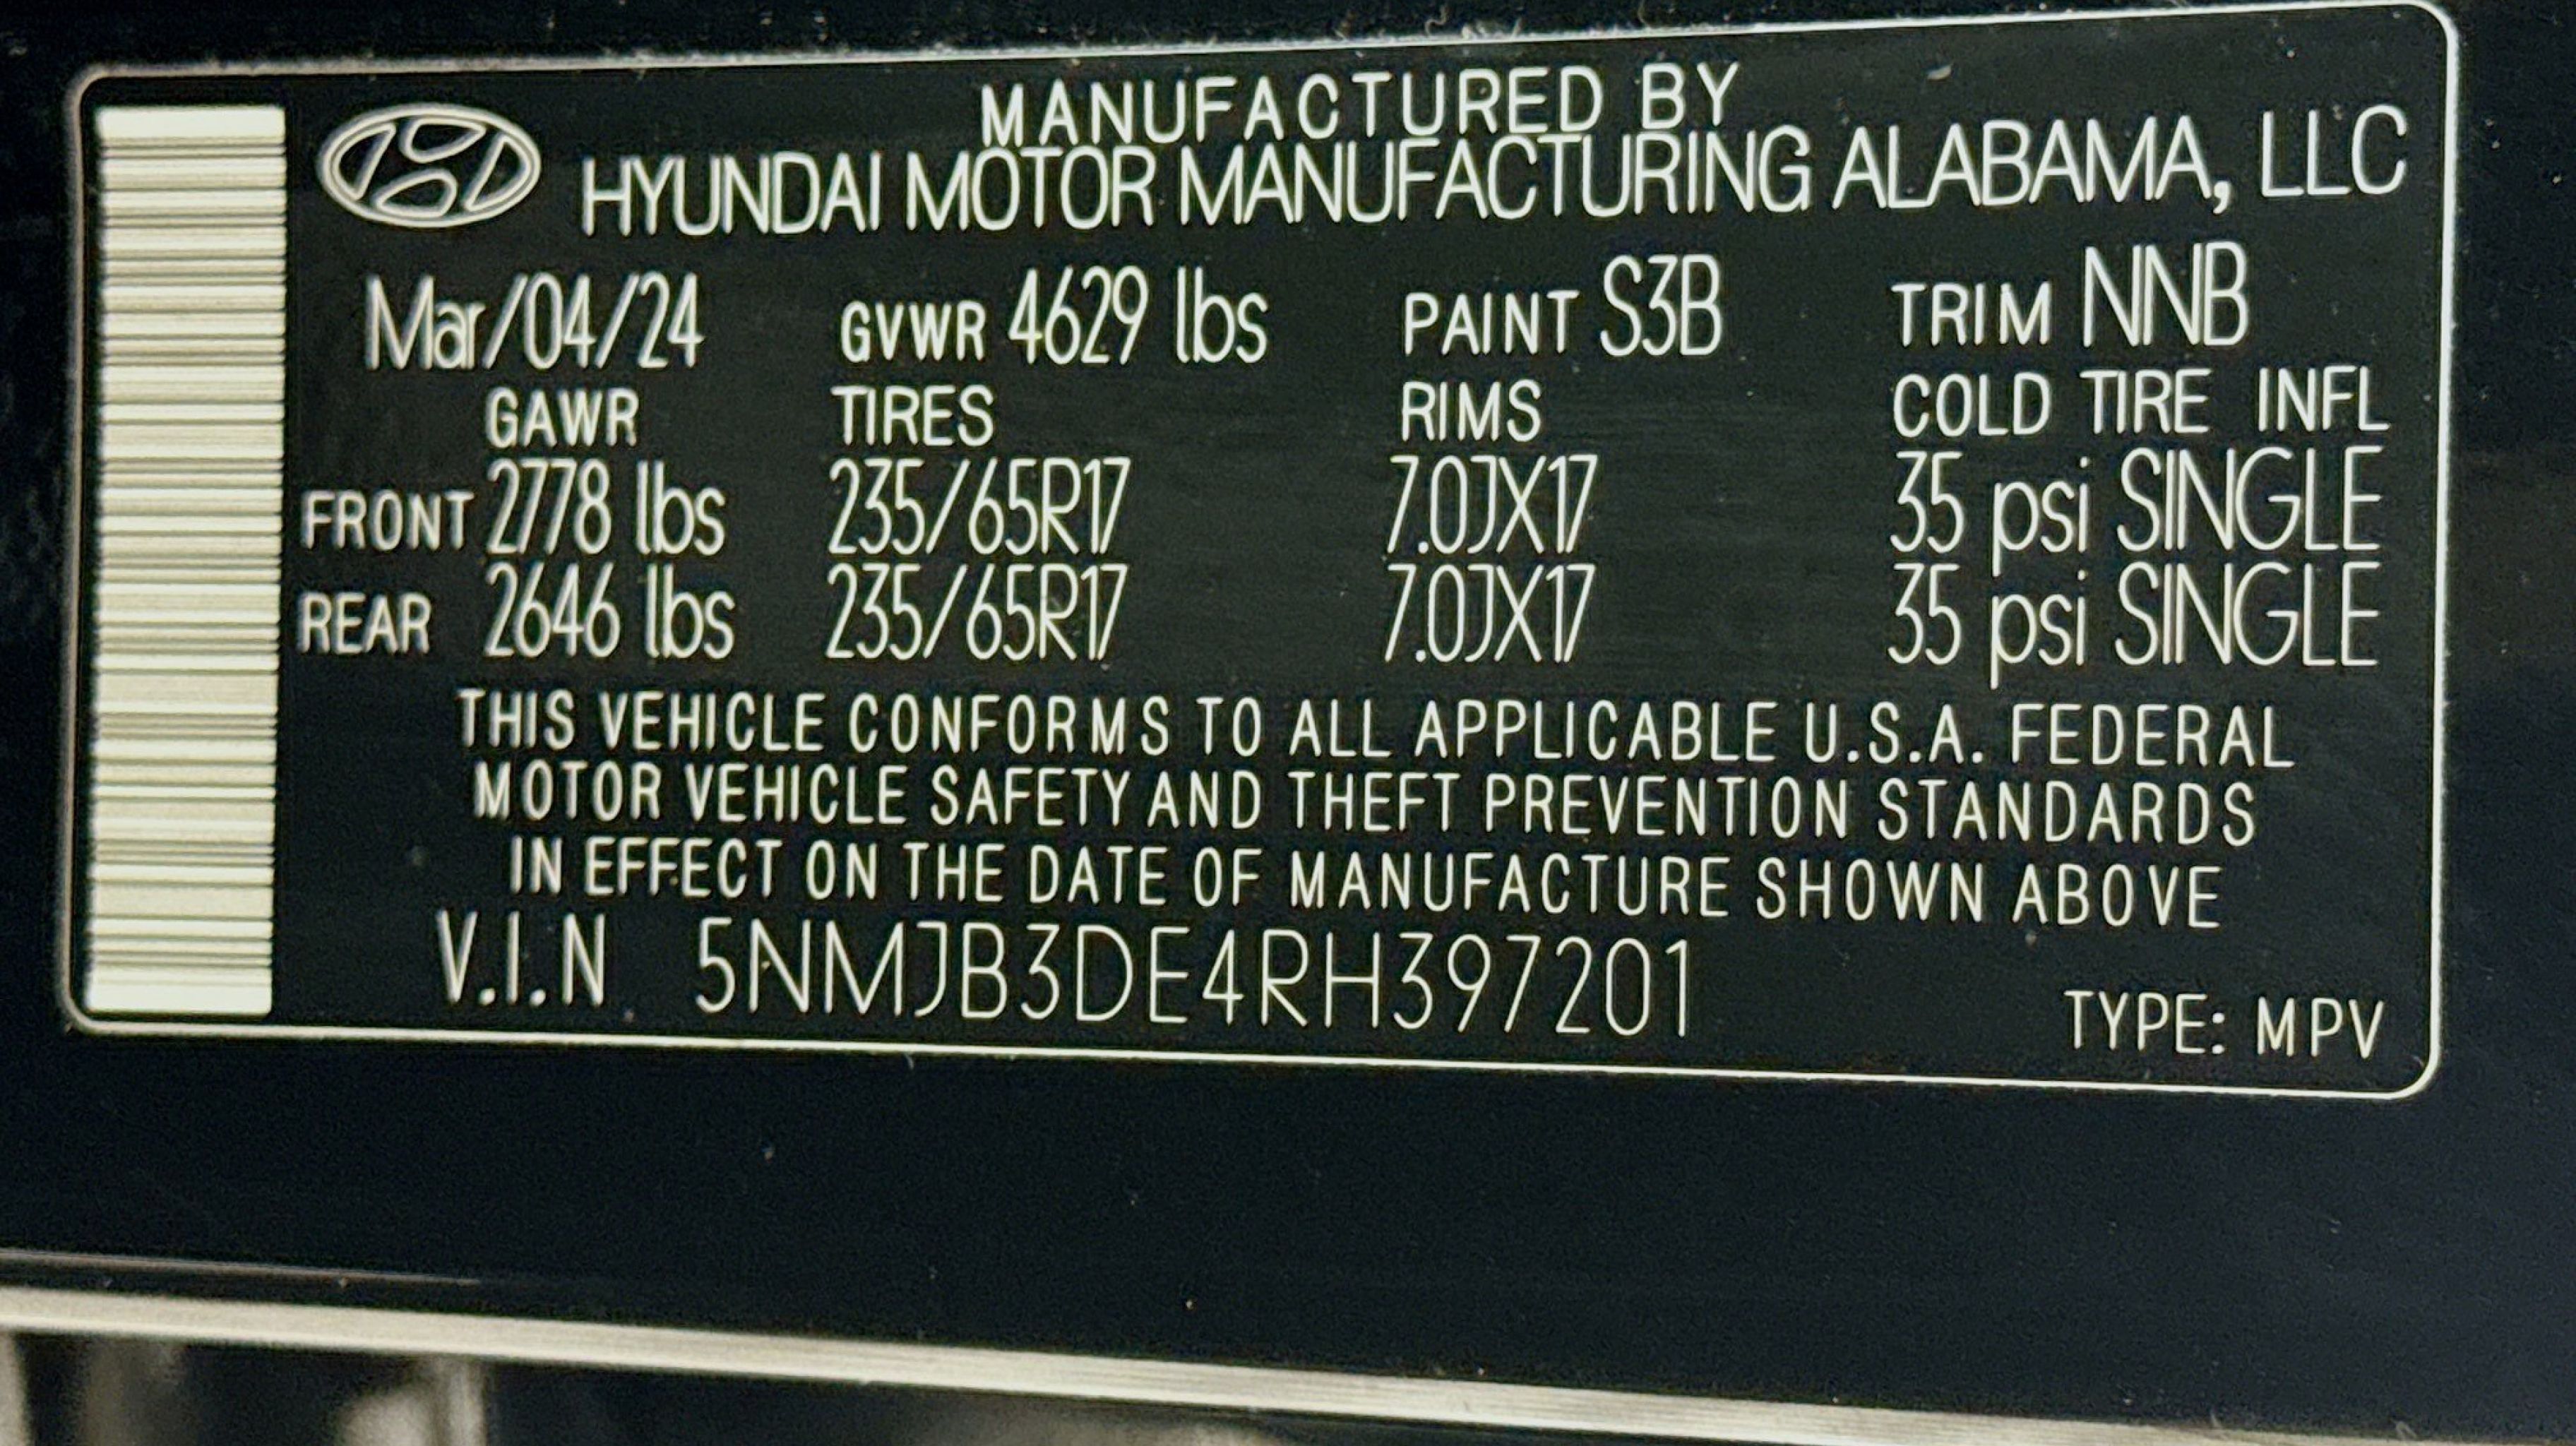 MANUFACTURED BY
HYUNDAI MOTOR MANUFACTURING ALABAMA, LLC
Mar/04/24 GVWR 4629 lbs PAINT S3B TRIM NNB
GAWR TIRES RIMS COLD TIRE INFL
FRONT 2778 lbs 235/65R17 7.0JX17 35 psi SINGLE
REAR 2646 lbs 235/65R17 7.0JX17 35 psi SINGLE
THIS VEHICLE CONFORMS TO ALL APPLICABLE U.S.A. FEDERAL
MOTOR VEHICLE SAFETY AND THEFT PREVENTION STANDARDS
IN EFFECT ON THE DATE OF MANUFACTURE SHOWN ABOVE
V.I.N 5NMJB3DE4RH397201
TYPE: MPV